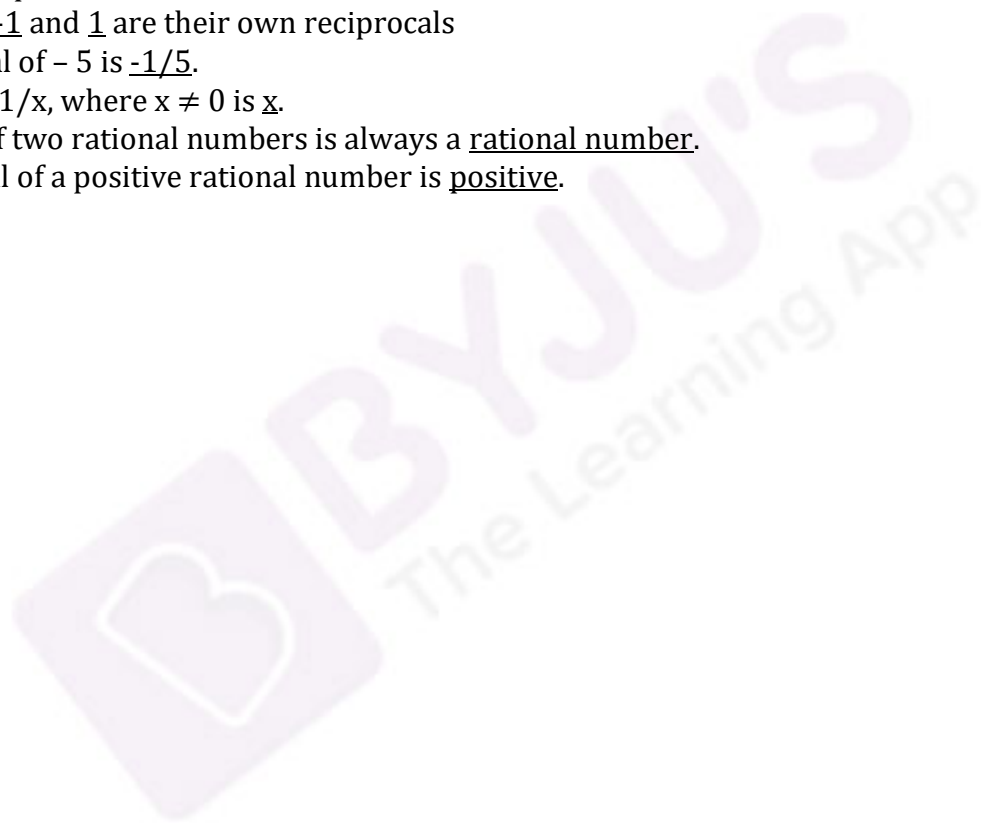 -1 and 1 are their own reciprocals
l of – 5 is -1/5.
1/x, where x ≠ 0 is x.
f two rational numbers is always a rational number.
l of a positive rational number is positive.
BYJU'S
The Learning App